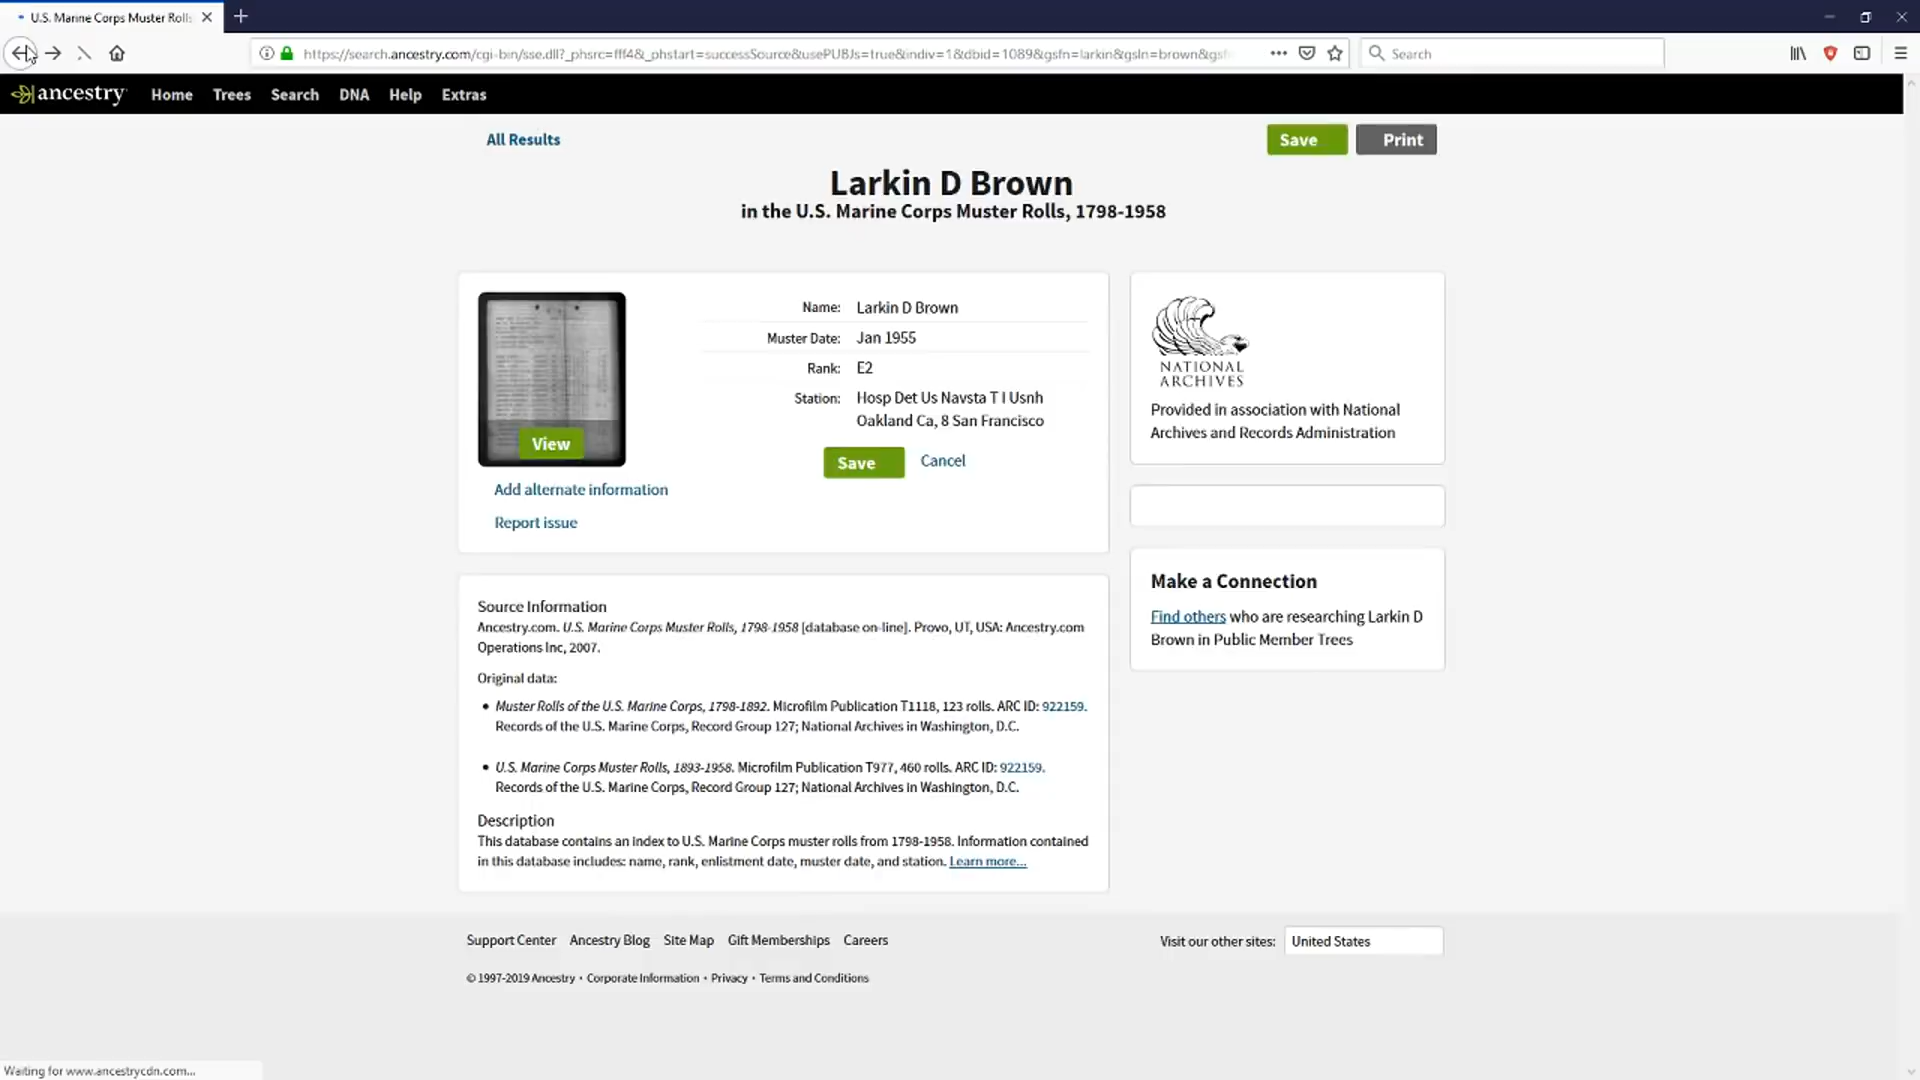 U.S. Marine Corps Muster Rolls
https://search.ancestry.com/cgi-bin/sse.dll?_phsrc=fff4&_phstart=successSource&usePUBJs=true&indiv=1&dbid=1089&gsfn=larkin&gsln=brown&gsf
Search
ancestry Home Trees Search DNA Help Extras
All Results
Save
Print
Larkin D Brown
in the U.S. Marine Corps Muster Rolls, 1798-1958
View
Add alternate information
Report issue
Name: Larkin D Brown
Muster Date: Jan 1955
Rank: E2
Station: Hosp Det Us Navsta T I Usnh
Oakland Ca, 8 San Francisco
Save Cancel
NATIONAL
ARCHIVES
Provided in association with National
Archives and Records Administration
Make a Connection
Find others who are researching Larkin D
Brown in Public Member Trees
Source Information
Ancestry.com. U.S. Marine Corps Muster Rolls, 1798-1958 [database on-line]. Provo, UT, USA: Ancestry.com
Operations Inc, 2007.
Original data:
• Muster Rolls of the U.S. Marine Corps, 1798-1892. Microfilm Publication T1118, 123 rolls. ARC ID: 922159.
Records of the U.S. Marine Corps, Record Group 127; National Archives in Washington, D.C.
• U.S. Marine Corps Muster Rolls, 1893-1958. Microfilm Publication T977, 460 rolls. ARC ID: 922159.
Records of the U.S. Marine Corps, Record Group 127; National Archives in Washington, D.C.
Description
This database contains an index to U.S. Marine Corps muster rolls from 1798-1958. Information contained
in this database includes: name, rank, enlistment date, muster date, and station. Learn more...
Support Center Ancestry Blog Site Map Gift Memberships Careers
Visit our other sites: United States
© 1997-2019 Ancestry • Corporate Information • Privacy • Terms and Conditions
Waiting for www.ancestrycdn.com...